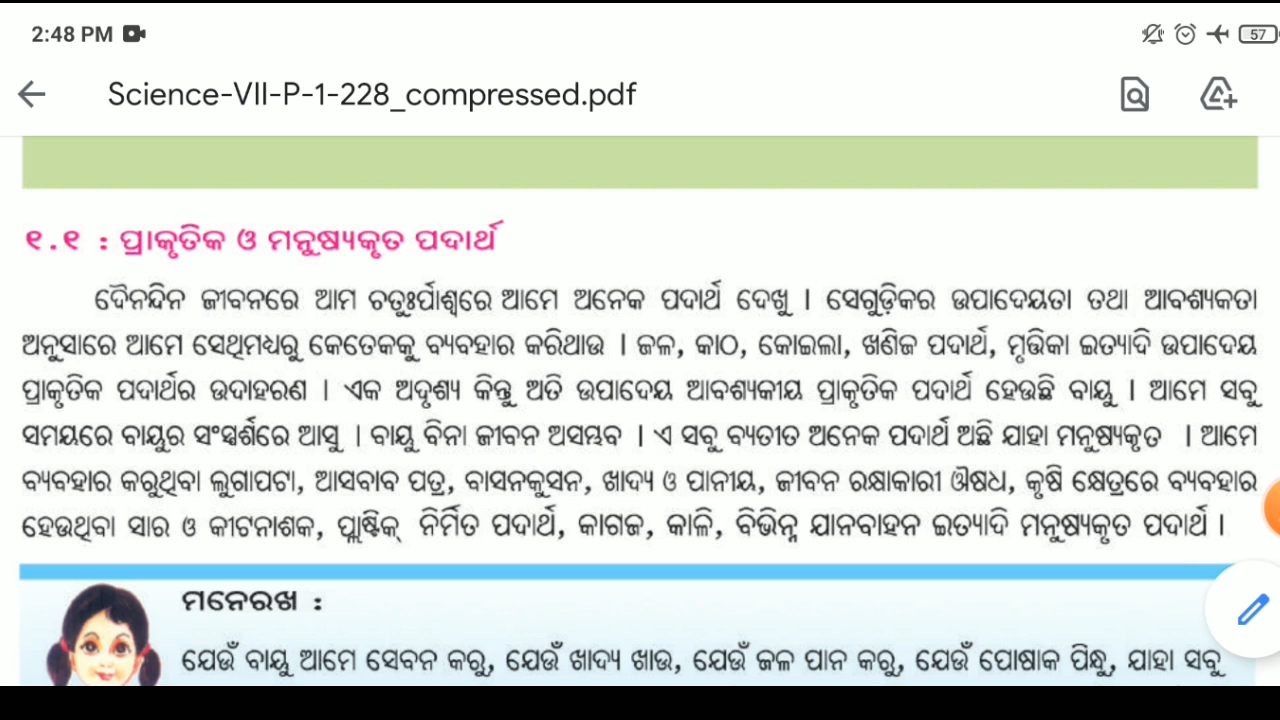 2:48 PM
57
Science-VII-P-1-228_compressed.pdf
୧.୧ : ପ୍ରାକୃତିକ ଓ ମନୁଷ୍ୟକୃତ ପଦାର୍ଥ
ଦୈନନ୍ଦିନ ଜୀବନରେ ଆମ ଚତୁଃର୍ପାଶ୍ୱରେ ଆମେ ଅନେକ ପଦାର୍ଥ ଦେଖୁ । ସେଗୁଡ଼ିକର ଉପାଦେୟତା ତଥା ଆବଶ୍ୟକତା
ଅନୁସାରେ ଆମେ ସେଥିମଧ୍ୟରୁ କେତେକକୁ ବ୍ୟବହାର କରିଥାଉ । ଜଳ, କାଠ, କୋଇଲା, ଖଣିଜ ପଦାର୍ଥ, ମୃତ୍ତିକା ଇତ୍ୟାଦି ଉପାଦେୟ
ପ୍ରାକୃତିକ ପଦାର୍ଥର ଉଦାହରଣ । ଏକ ଅଦୃଶ୍ୟ କିନ୍ତୁ ଅତି ଉପାଦେୟ ଆବଶ୍ୟକୀୟ ପ୍ରାକୃତିକ ପଦାର୍ଥ ହେଉଛି ବାୟୁ । ଆମେ ସବୁ
ସମୟରେ ବାୟୁର ସଂସ୍ପର୍ଶରେ ଆସୁ । ବାୟୁ ବିନା ଜୀବନ ଅସମ୍ଭବ । ଏ ସବୁ ବ୍ୟତୀତ ଅନେକ ପଦାର୍ଥ ଅଛି ଯାହା ମନୁଷ୍ୟକୃତ । ଆମେ
ବ୍ୟବହାର କରୁଥିବା ଲୁଗାପଟା, ଆସବାବ ପତ୍ର, ବାସନକୁସନ, ଖାଦ୍ୟ ଓ ପାନୀୟ, ଜୀବନ ରକ୍ଷାକାରୀ ଔଷଧ, କୃଷି କ୍ଷେତ୍ରରେ ବ୍ୟବହାର
ହେଉଥିବା ସାର ଓ କୀଟନାଶକ, ପ୍ଲାଷ୍ଟିକ୍ ନିର୍ମିତ ପଦାର୍ଥ, କାଗଜ, କାଳି, ବିଭିନ୍ନ ଯାନବାହନ ଇତ୍ୟାଦି ମନୁଷ୍ୟକୃତ ପଦାର୍ଥ ।
ମନେରଖ :
ଯେଉଁ ବାୟୁ ଆମେ ସେବନ କରୁ, ଯେଉଁ ଖାଦ୍ୟ ଖାଉ, ଯେଉଁ ଜଳ ପାନ କରୁ, ଯେଉଁ ପୋଷାକ ପିନ୍ଧୁ, ଯାହା ସବୁ